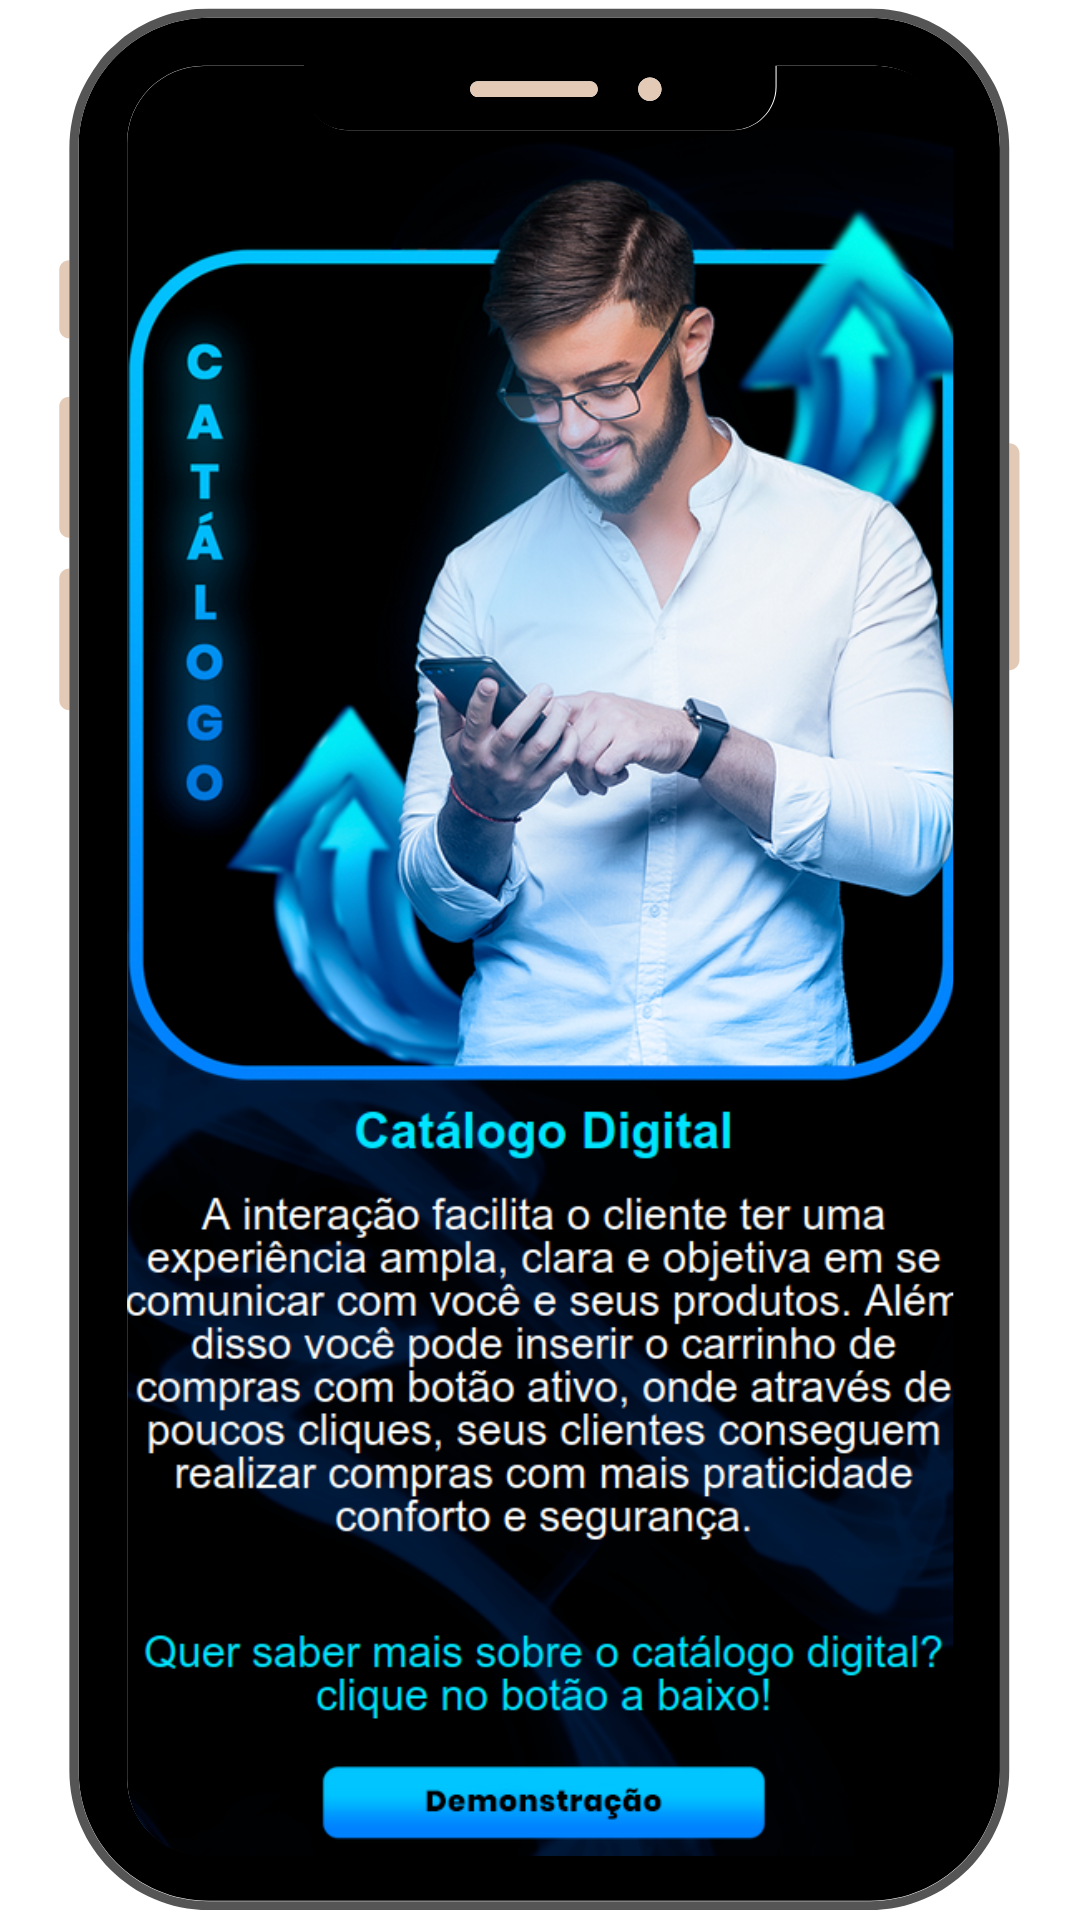 CATÁLOGO
Catálogo Digital
A interação facilita o cliente ter uma
experiência ampla, clara e objetiva em se
comunicar com você e seus produtos. Além
disso você pode inserir o carrinho de
compras com botão ativo, onde através de
poucos cliques, seus clientes conseguem
realizar compras com mais praticidade
conforto e segurança.
Quer saber mais sobre o catálogo digital?
clique no botão a baixo!
Demonstração